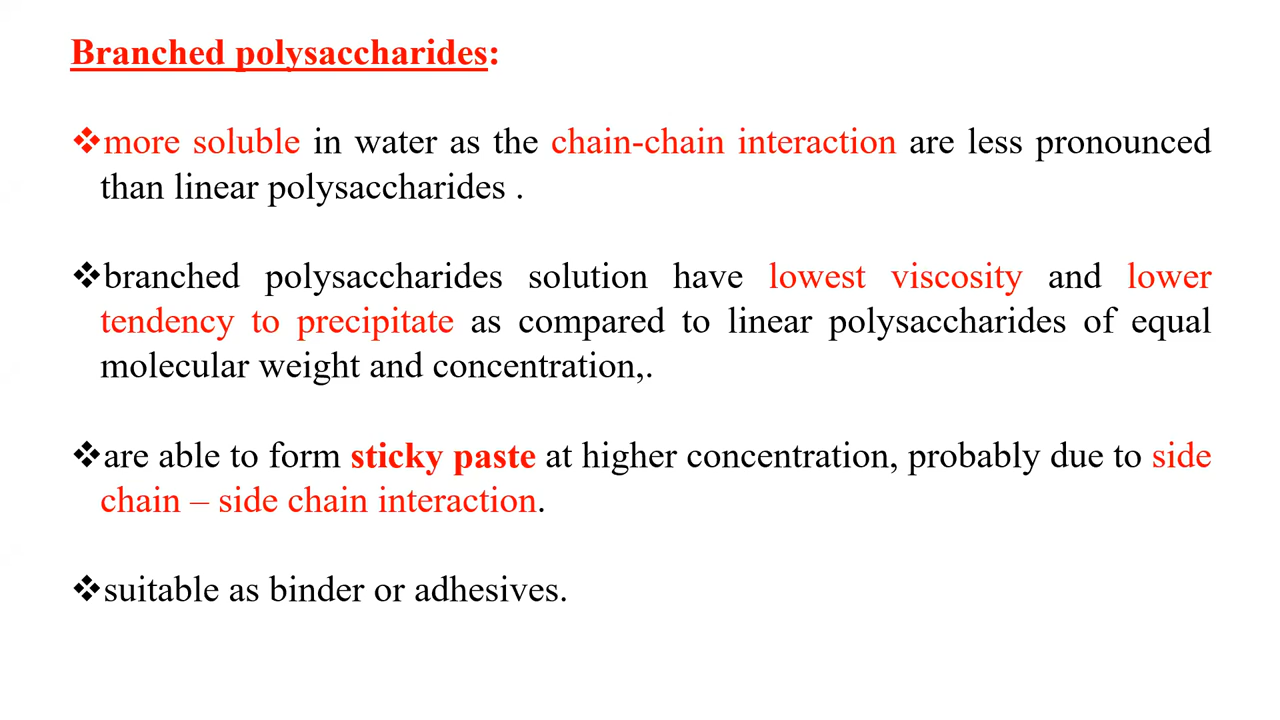 Branched polysaccharides:
❖more soluble in water as the chain-chain interaction are less pronounced
than linear polysaccharides .
❖branched polysaccharides solution have lowest viscosity and lower
tendency to precipitate as compared to linear polysaccharides of equal
molecular weight and concentration,.
❖are able to form sticky paste at higher concentration, probably due to side
chain – side chain interaction.
❖suitable as binder or adhesives.